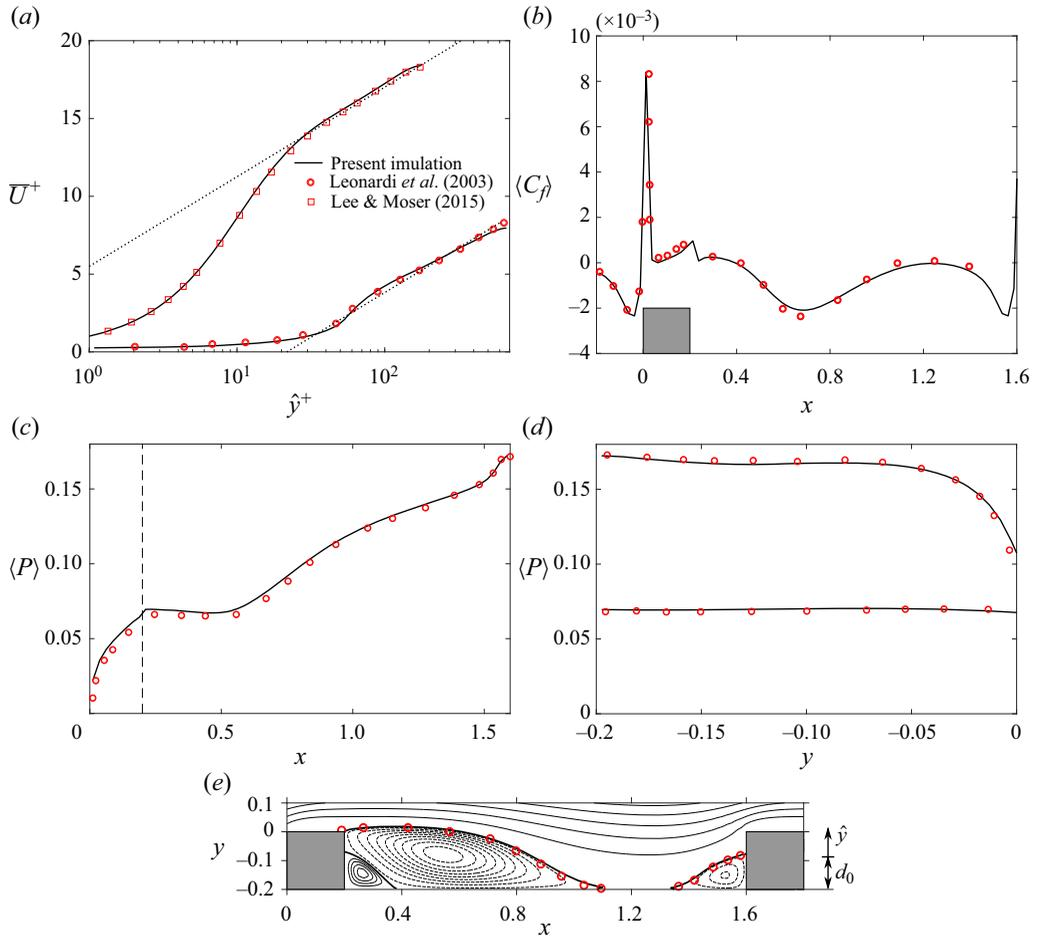 (a)
20
15
10
5
0
U̅⁺
10⁰
10¹
10²
ŷ⁺
Present imulation
Leonardi et al. (2003)
Lee & Moser (2015)
(b)
(×10⁻³)
10
8
6
4
2
0
−2
−4
⟨C_f⟩
0
0.4
0.8
1.2
1.6
x
(c)
0.15
0.10
0.05
⟨P⟩
0
0.5
1.0
1.5
x
(d)
0.15
0.10
0.05
0
⟨P⟩
−0.2
−0.15
−0.10
−0.05
0
y
(e)
0.1
0
−0.1
−0.2
y
ŷ
d₀
0
0.4
0.8
1.2
1.6
x